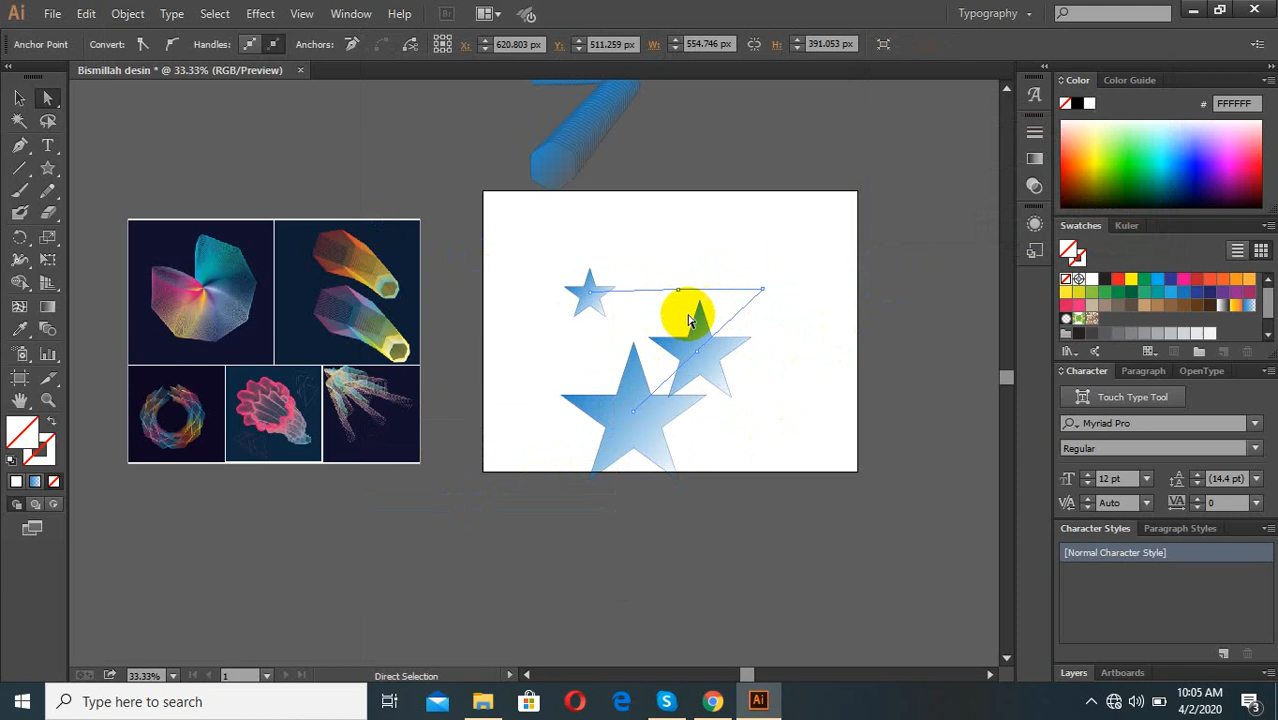 Ai File Edit Object Type Select Effect View Window Help Br Typography
Anchor Point Convert: Handles: Anchors: X: 620.803 px Y: 511.259 px W: 554.746 px H: 391.053 px
Bismillah desin * @ 33.33% (RGB/Preview) ×
Color Color Guide
# FFFFFF
Swatches Kuler
Character Paragraph OpenType
Touch Type Tool
Myriad Pro
Regular
12 pt (14.4 pt)
Auto 0
Character Styles Paragraph Styles
[Normal Character Style]
Layers Artboards
33.33% 1 Direct Selection
Type here to search
10:05 AM
4/2/2020
3